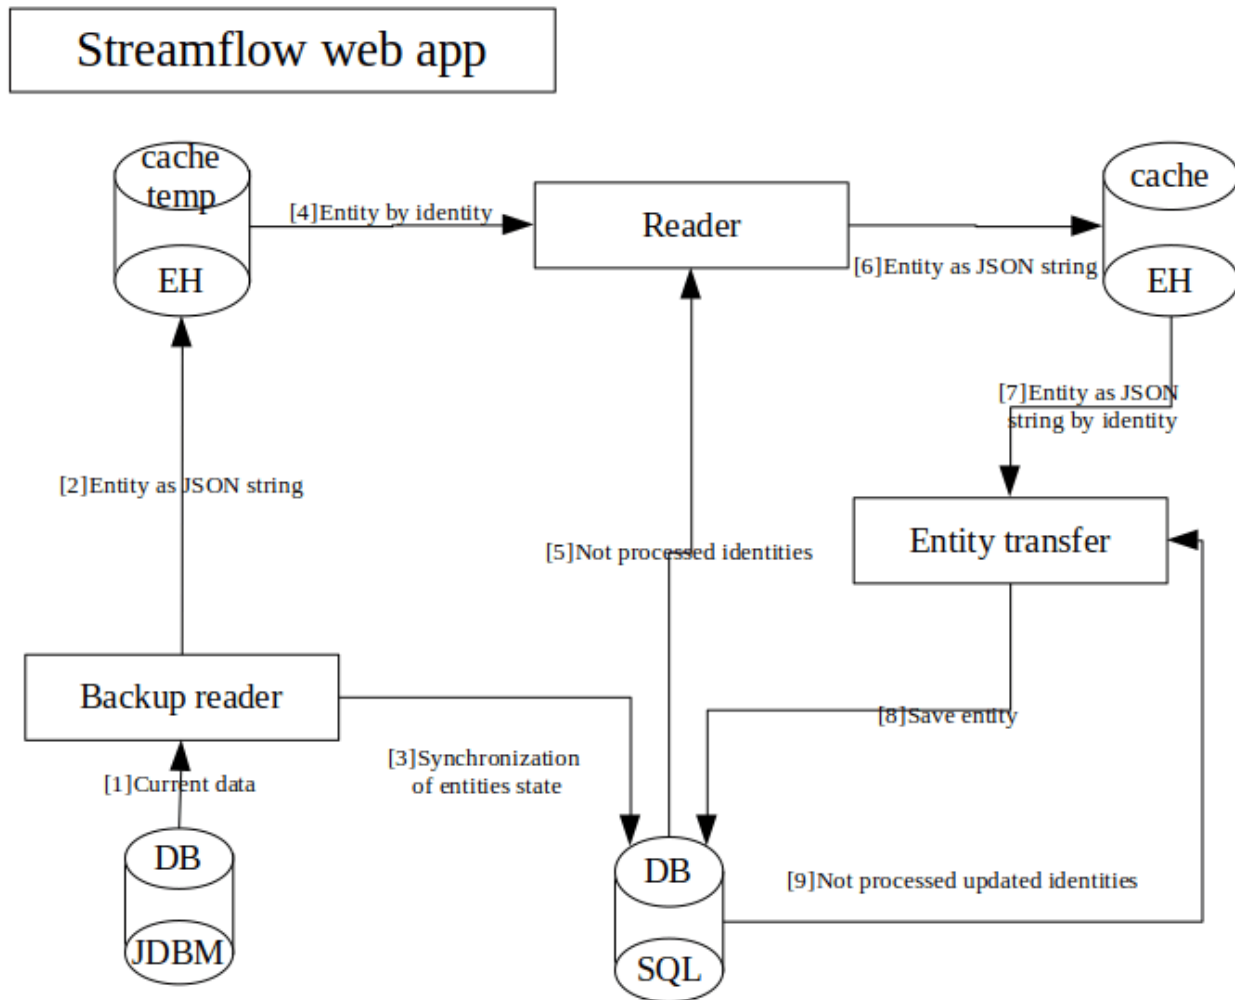 Streamflow web app
cache
temp
EH
[4]Entity by identity
Reader
cache
EH
[6]Entity as JSON string
[7]Entity as JSON
string by identity
[2]Entity as JSON string
[5]Not processed identities
Entity transfer
Backup reader
[8]Save entity
[3]Synchronization
of entities state
[1]Current data
DB
JDBM
DB
SQL
[9]Not processed updated identities